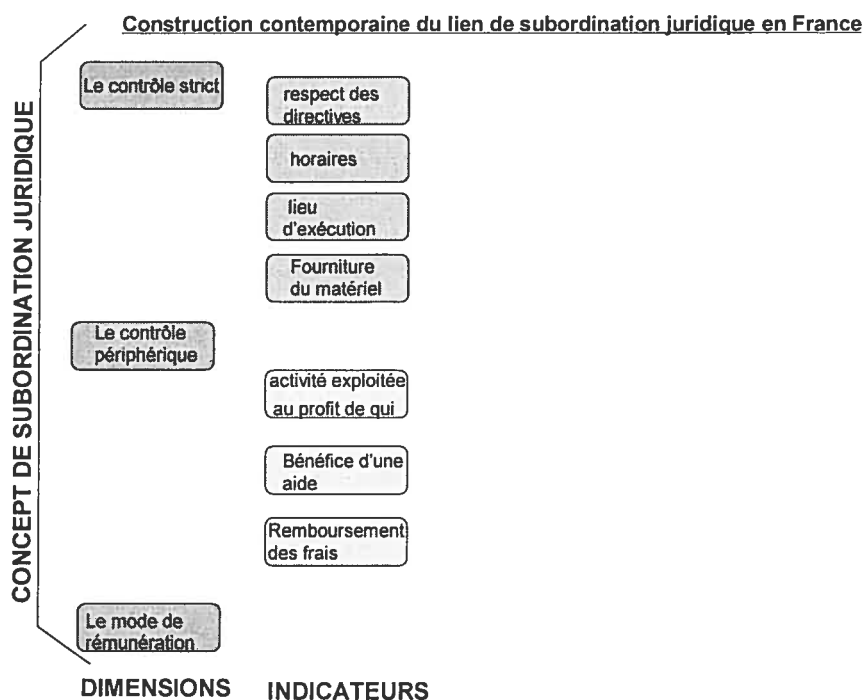 Construction contemporaine du lien de subordination juridique en France
CONCEPT DE SUBORDINATION JURIDIQUE
Le contrôle strict
respect des
directives
horaires
lieu
d'exécution
Fourniture
du matériel
Le contrôle
périphérique
activité exploitée
au profit de qui
Bénéfice d'une
aide
Remboursement
des frais
Le mode de
rémunération
DIMENSIONS
INDICATEURS